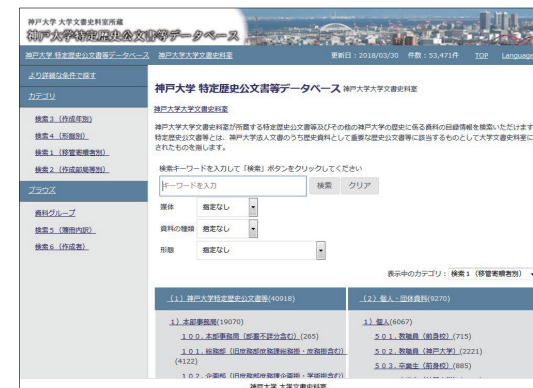 神戸大学 大学文書史料室所蔵
神戸大学特定歴史公文書等データベース
神戸大学 特定歴史公文書等データベース 神戸大学大学文書史料室 更新日:2018/03/30 件数:53,471件 TOP Language
より詳細な条件で探す
カテゴリ
検索3(作成年別)
検索4(形態別)
検索1(移管寄贈者別)
検索2(作成部局等別)
ブラウズ
資料グループ
検索5(簿冊内訳)
検索6(作成者)
神戸大学 特定歴史公文書等データベース 神戸大学大学文書史料室
神戸大学大学文書史料室
神戸大学大学文書史料室が所蔵する特定歴史公文書等及びその他の神戸大学の歴史に係る資料の目録情報を検索いただけます
特定歴史公文書等とは、神戸大学法人文書のうち歴史資料として重要な歴史公文書等に該当するものとして大学文書史料室に
されたものを指します。
検索キーワードを入力して「検索」ボタンをクリックしてください
キーワードを入力 検索 クリア
媒体 指定なし
資料の種類 指定なし
形態 指定なし
表示中のカテゴリ: 検索1(移管寄贈者別)
(1)神戸大学特定歴史公文書等(40918)
1)本部事務局(19070)
100.本部事務局(部署不詳分含む)(265)
101.総務部(旧庶務部庶務課総務掛・庶務掛含む)
(4122)
102.企画部(旧庶務部庶務課企画掛・学術掛含む)
(2)個人・団体資料(9270)
1)個人(6067)
501.教職員(前身校)(715)
502.教職員(神戸大学)(2221)
503.卒業生(前身校)(885)
神戸大学 大学文書史料室